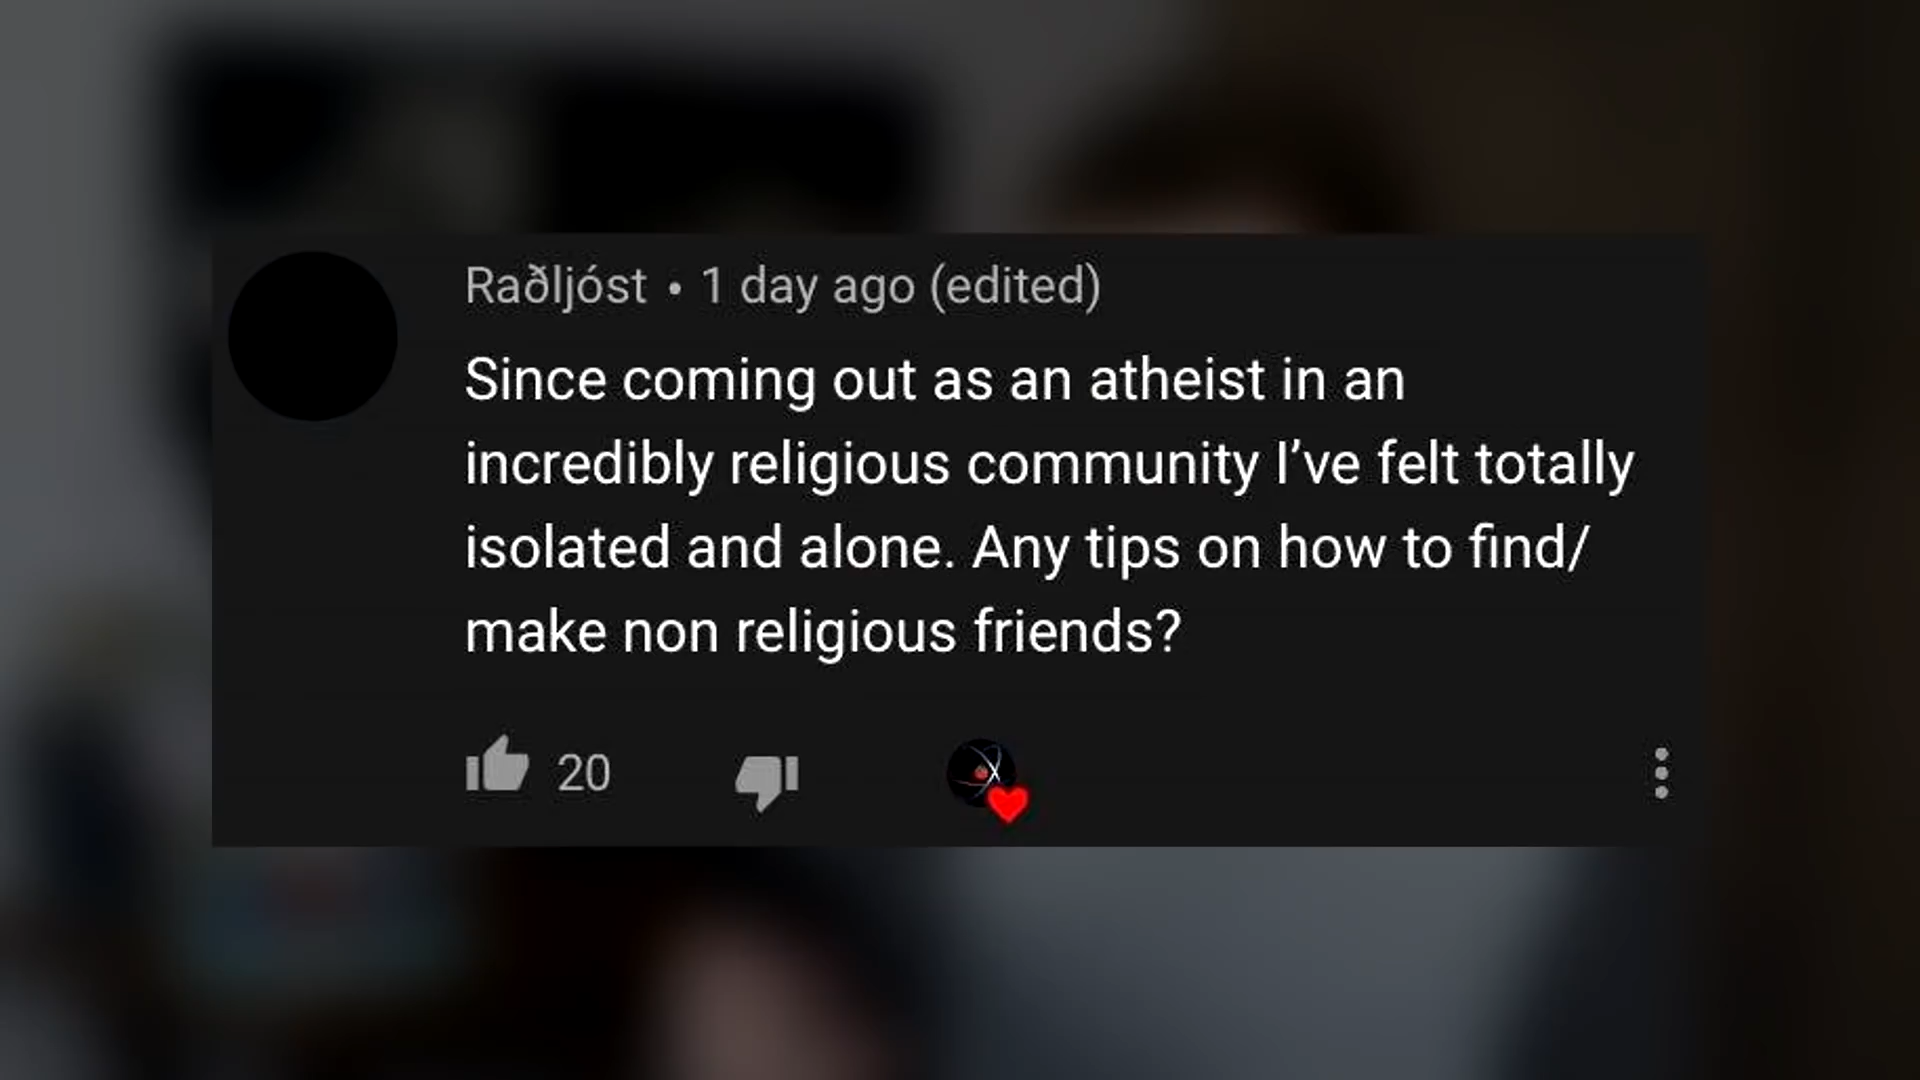 Raðljóst • 1 day ago (edited)
Since coming out as an atheist in an
incredibly religious community I’ve felt totally
isolated and alone. Any tips on how to find/
make non religious friends?
20